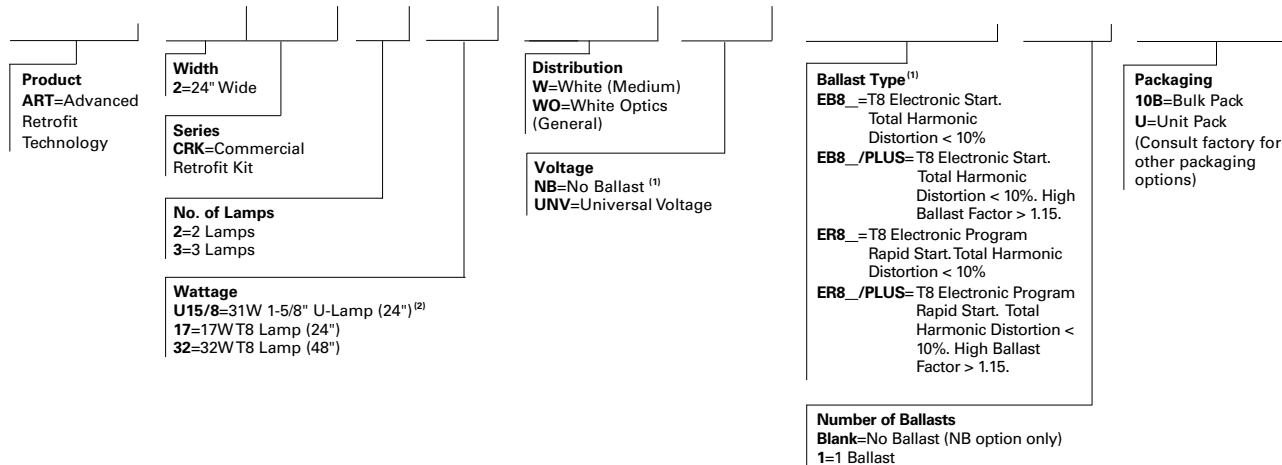 Product
ART=Advanced
Retrofit
Technology
Width
2=24" Wide
Series
CRK=Commercial
Retrofit Kit
No. of Lamps
2=2 Lamps
3=3 Lamps
Wattage
U15/8=31W 1-5/8" U-Lamp (24")(2)
17=17W T8 Lamp (24")
32=32W T8 Lamp (48")
Distribution
W=White (Medium)
WO=White Optics
(General)
Voltage
NB=No Ballast (1)
UNV=Universal Voltage
Ballast Type(1)
EB8_=T8 Electronic Start.
Total Harmonic
Distortion < 10%
EB8_/PLUS=T8 Electronic Start.
Total Harmonic
Distortion < 10%. High
Ballast Factor > 1.15.
ER8_=T8 Electronic Program
Rapid Start. Total Harmonic
Distortion < 10%
ER8_/PLUS=T8 Electronic Program
Rapid Start. Total
Harmonic Distortion <
10%. High Ballast
Factor > 1.15.
Number of Ballasts
Blank=No Ballast (NB option only)
1=1 Ballast
Packaging
10B=Bulk Pack
U=Unit Pack
(Consult factory for
other packaging
options)